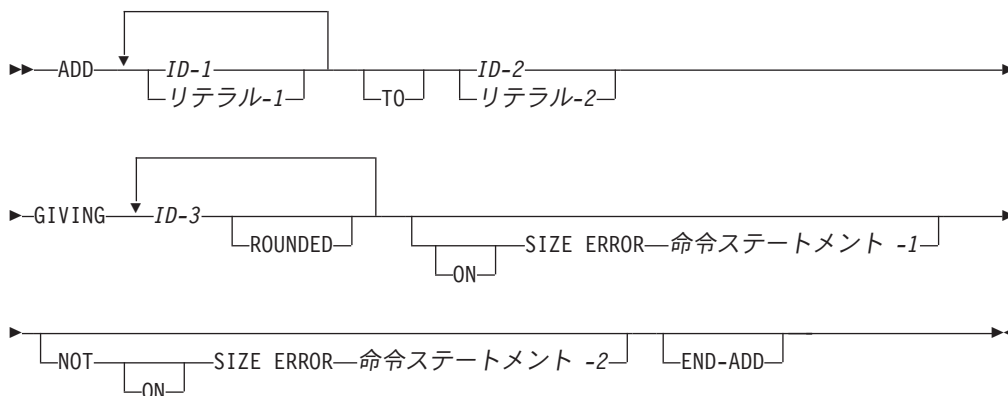 ADD ID-1 TO ID-2
リテラル-1 リテラル-2
GIVING ID-3
ROUNDED SIZE ERROR 命令ステートメント -1
ON
NOT SIZE ERROR 命令ステートメント -2 END-ADD
ON